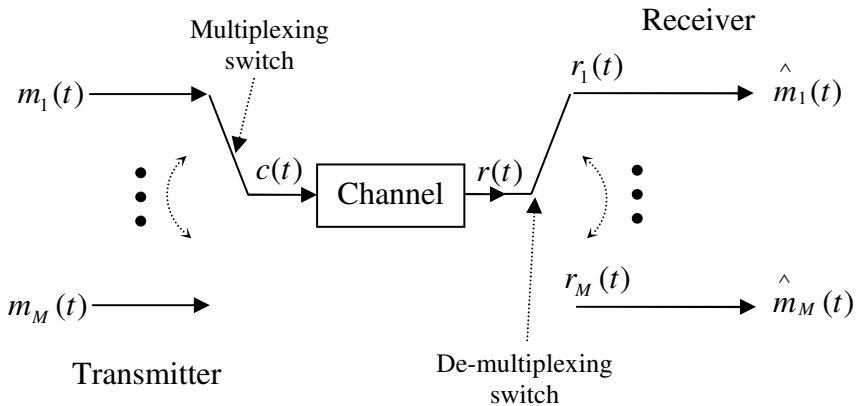 Receiver
Multiplexing
switch
m₁(t)
r₁(t)
m̂₁(t)
c(t)
Channel
r(t)
m_M(t)
r_M(t)
m̂_M(t)
Transmitter
De-multiplexing
switch